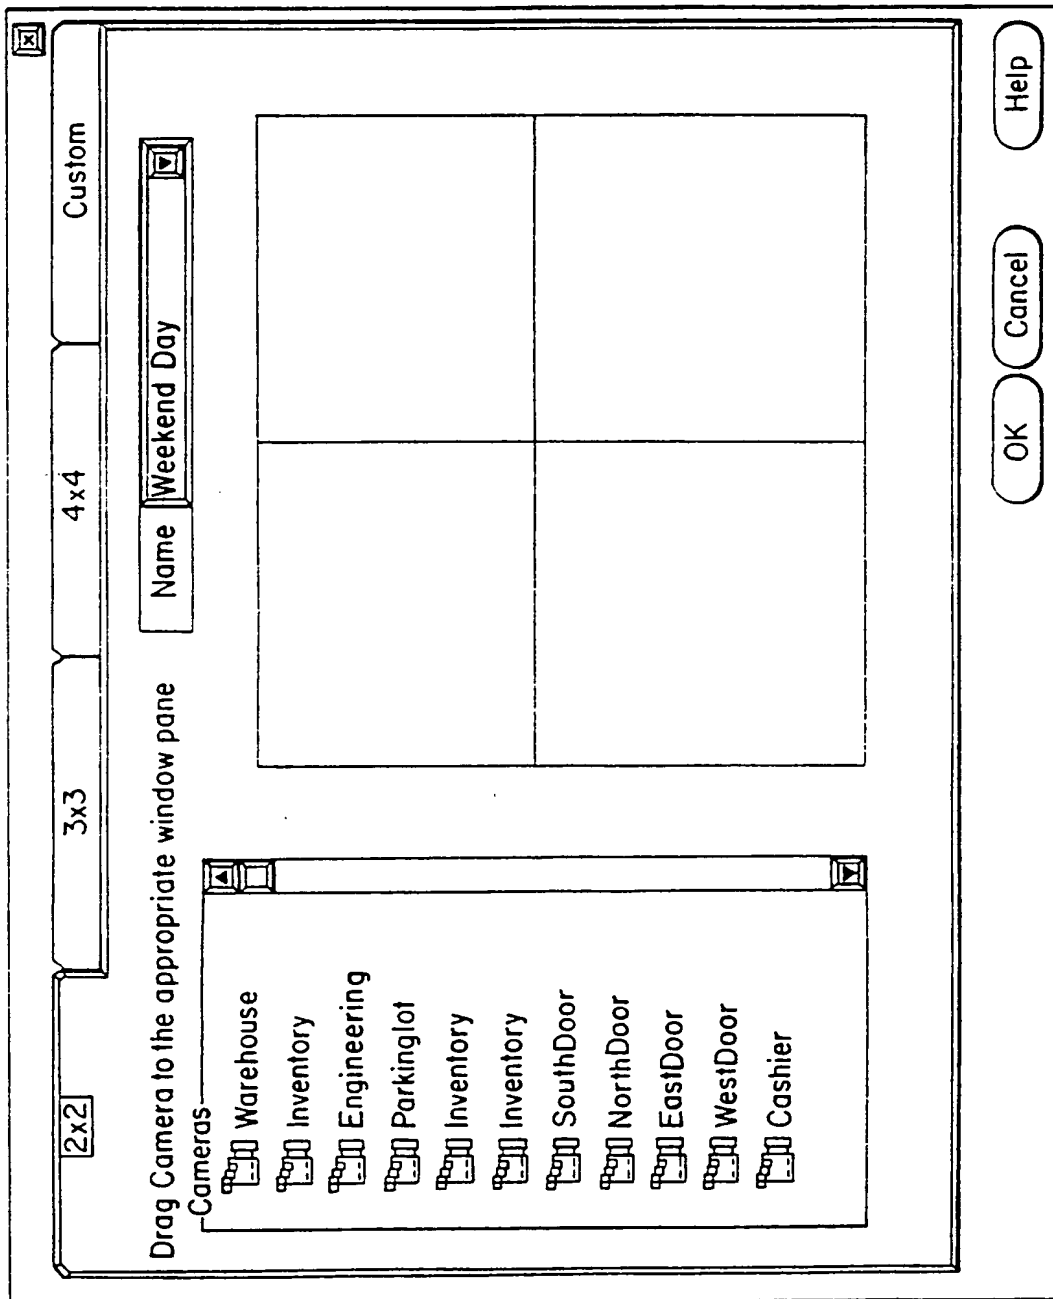 2x2 3x3 4x4 Custom
Drag Camera to the appropriate window pane
Name Weekend Day
Cameras
Warehouse
Inventory
Engineering
Parkinglot
Inventory
Inventory
SouthDoor
NorthDoor
EastDoor
WestDoor
Cashier
OK Cancel Help